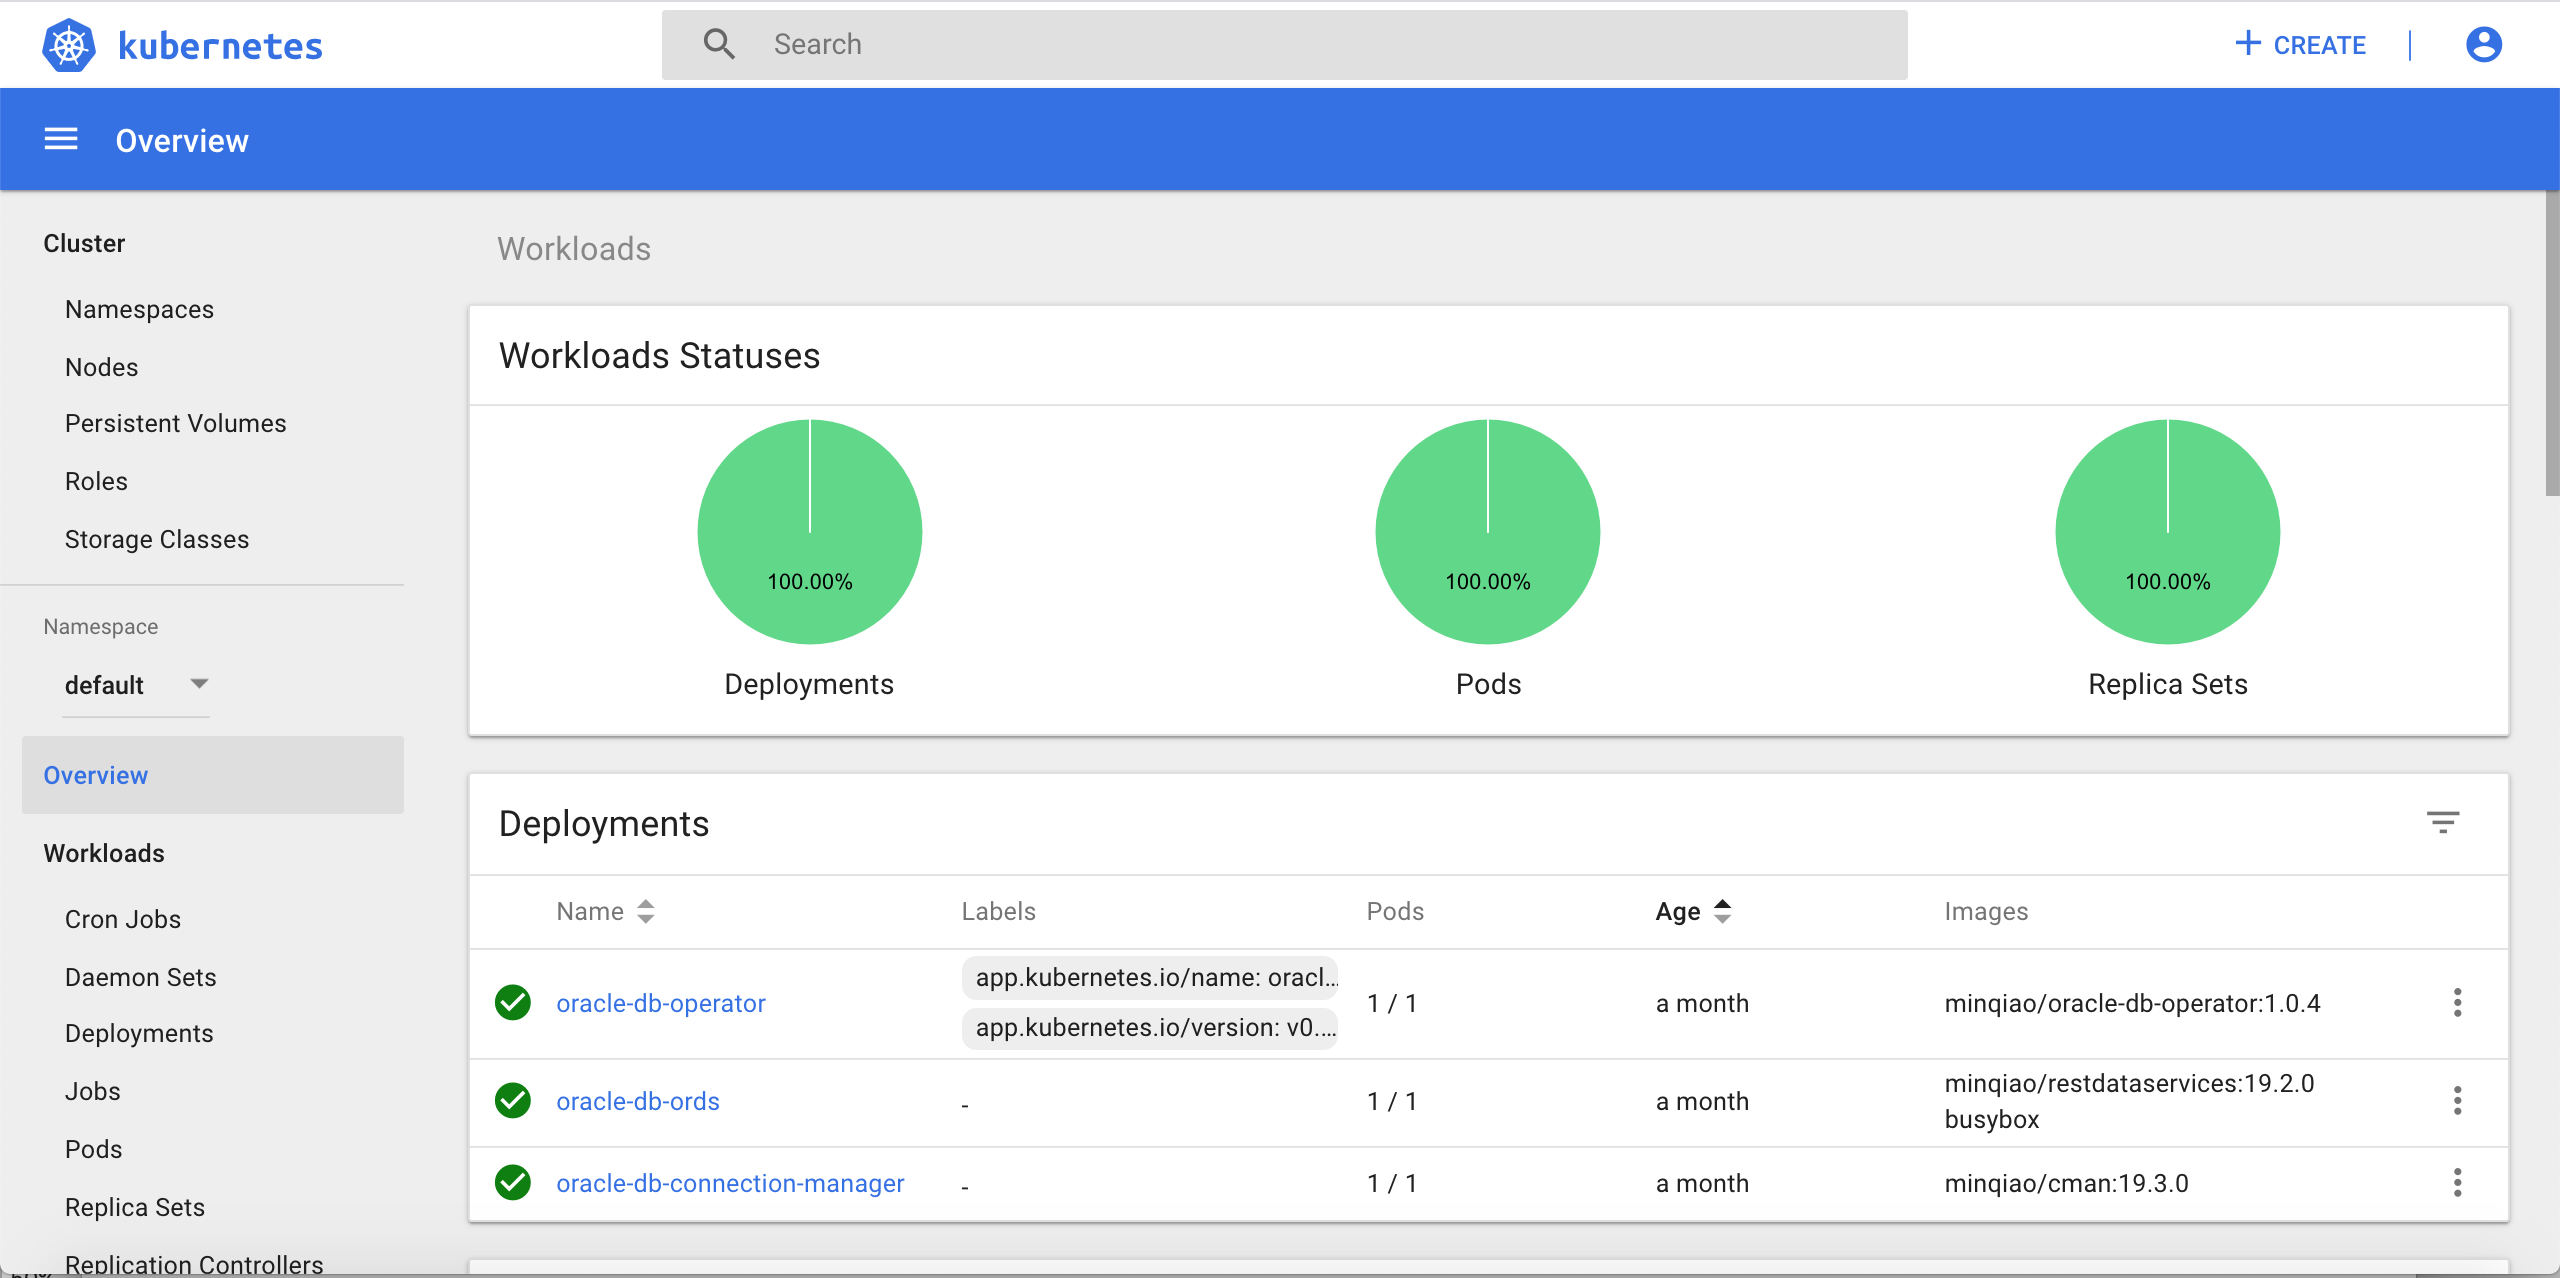 kubernetes
Search
CREATE
Overview
Cluster
Namespaces
Nodes
Persistent Volumes
Roles
Storage Classes
Namespace
default
Overview
Workloads
Cron Jobs
Daemon Sets
Deployments
Jobs
Pods
Replica Sets
Replication Controllers
Workloads
Workloads Statuses
100.00%
100.00%
100.00%
Deployments
Pods
Replica Sets
Deployments
Name
Labels
Pods
Age
Images
oracle-db-operator
app.kubernetes.io/name: oracl...
app.kubernetes.io/version: v0....
1 / 1
a month
minqiao/oracle-db-operator:1.0.4
oracle-db-ords
-
1 / 1
a month
minqiao/restdataservices:19.2.0
busybox
oracle-db-connection-manager
-
1 / 1
a month
minqiao/cman:19.3.0